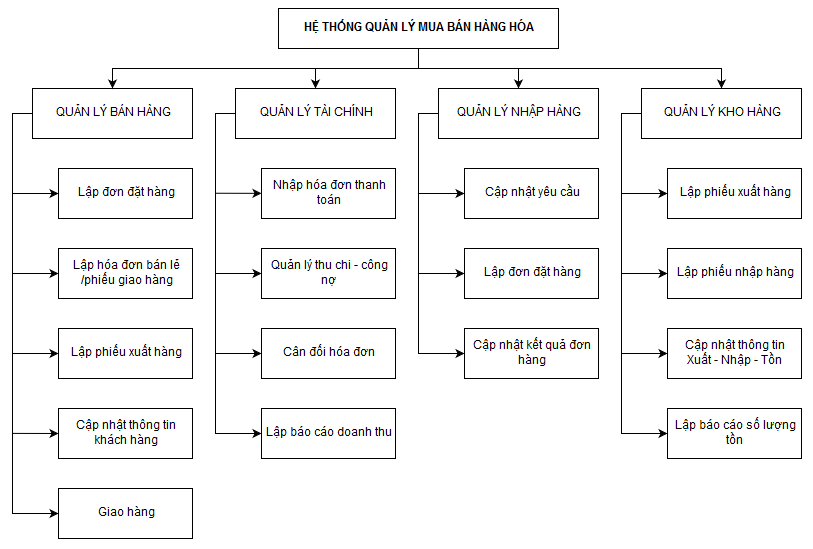 HỆ THỐNG QUẢN LÝ MUA BÁN HÀNG HÓA
QUẢN LÝ BÁN HÀNG
Lập đơn đặt hàng
Lập hóa đơn bán lẻ
/phiếu giao hàng
Lập phiếu xuất hàng
Cập nhật thông tin
khách hàng
Giao hàng
QUẢN LÝ TÀI CHÍNH
Nhập hóa đơn thanh
toán
Quản lý thu chi - công
nợ
Cân đối hóa đơn
Lập báo cáo doanh thu
QUẢN LÝ NHẬP HÀNG
Cập nhật yêu cầu
Lập đơn đặt hàng
Cập nhật kết quả đơn
hàng
QUẢN LÝ KHO HÀNG
Lập phiếu xuất hàng
Lập phiếu nhập hàng
Cập nhật thông tin
Xuất - Nhập - Tồn
Lập báo cáo số lượng
tồn